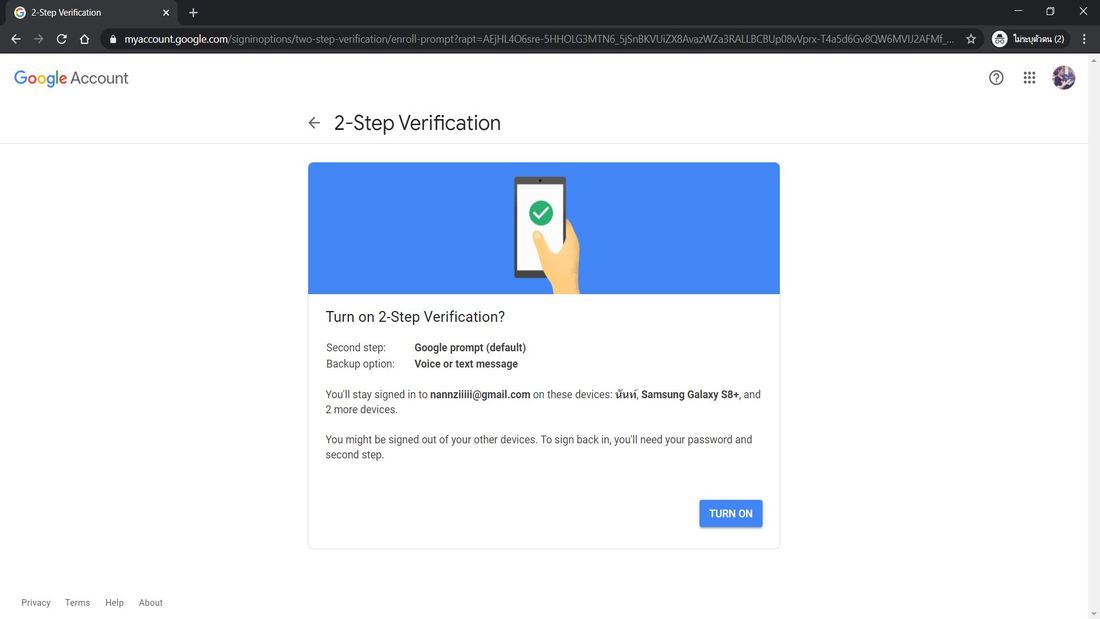 2-Step Verification
myaccount.google.com/signinoptions/two-step-verification/enroll-prompt?rapt=AEjHL4O6sre-5HHOLG3MTN6_5jSnBKVUiZX8AvazWZa3RALLBCBUp08vVprx-T4a5d6Gv8QW6MVIJ2AFMf_...
ไม่ระบุตัวตน (2)
Google Account
2-Step Verification
Turn on 2-Step Verification?
Second step: Google prompt (default)
Backup option: Voice or text message
You'll stay signed in to nannziiiii@gmail.com on these devices: นันท์, Samsung Galaxy S8+, and
2 more devices.
You might be signed out of your other devices. To sign back in, you'll need your password and
second step.
TURN ON
Privacy Terms Help About